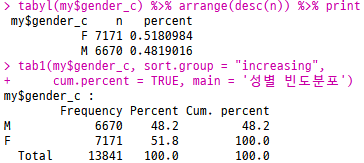 > tabyl(my$gender_c) %>% arrange(desc(n)) %>% print
 my$gender_c    n   percent
           F 7171 0.5180984
           M 6670 0.4819016
> tab1(my$gender_c, sort.group = "increasing",
+      cum.percent = TRUE, main = '성별 빈도분포')
my$gender_c :
        Frequency Percent Cum. percent
M            6670    48.2         48.2
F            7171    51.8        100.0
  Total     13841   100.0        100.0